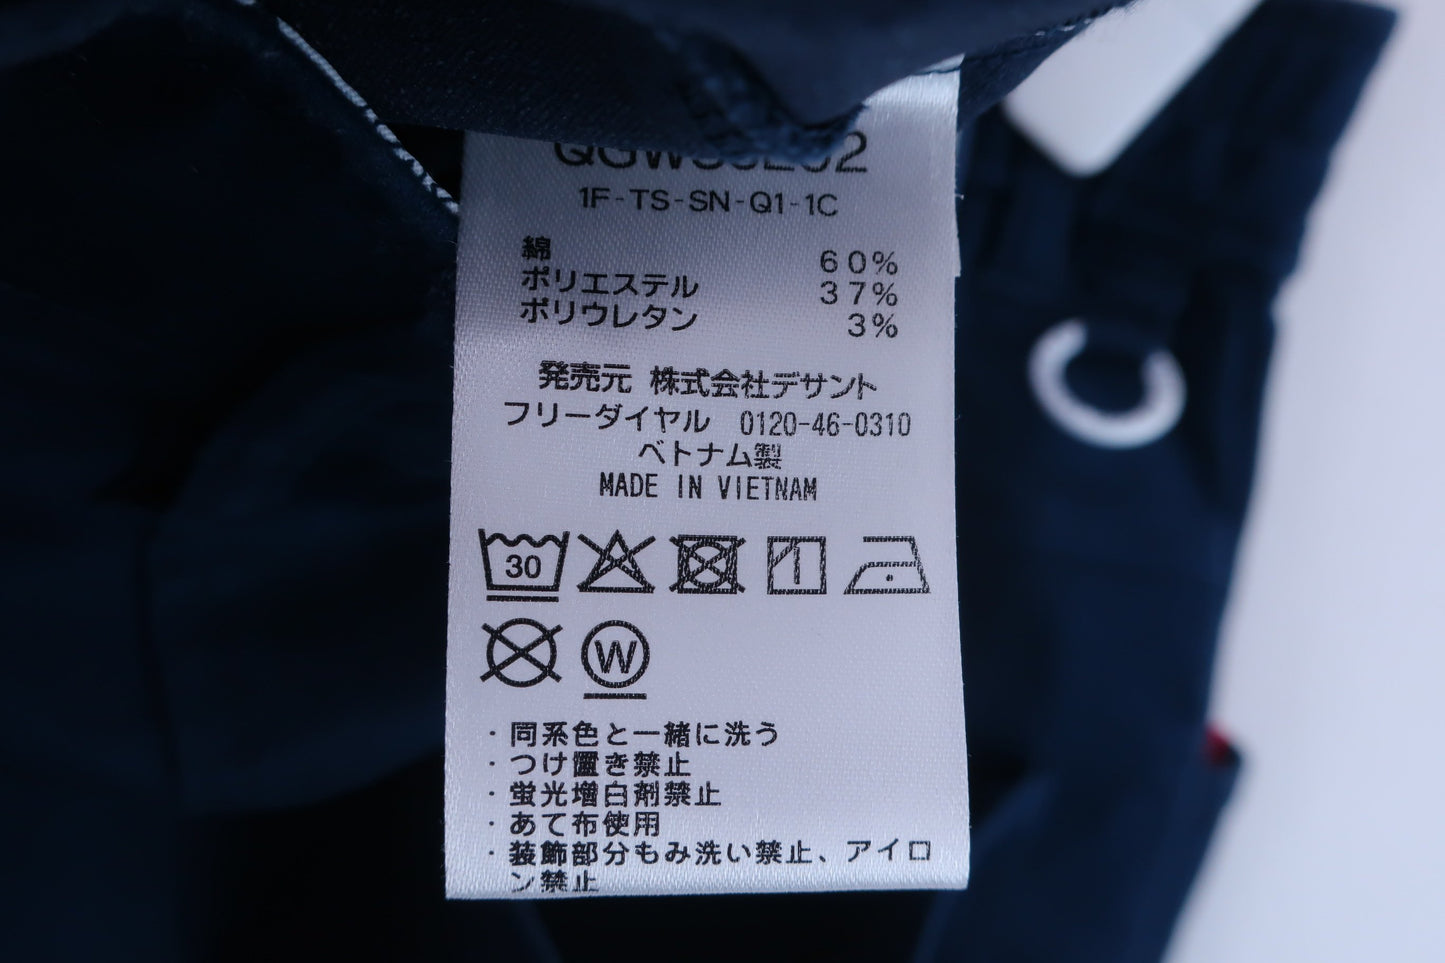 1F-TS-SN-Q1-1C
綿 60%
ポリエステル 37%
ポリウレタン 3%
発売元 株式会社デサント
フリーダイヤル 0120-46-0310
ベトナム製
MADE IN VIETNAM
30
W
・同系色と一緒に洗う
・つけ置き禁止
・蛍光増白剤禁止
・あて布使用
・装飾部分もみ洗い禁止、アイロ
ン禁止